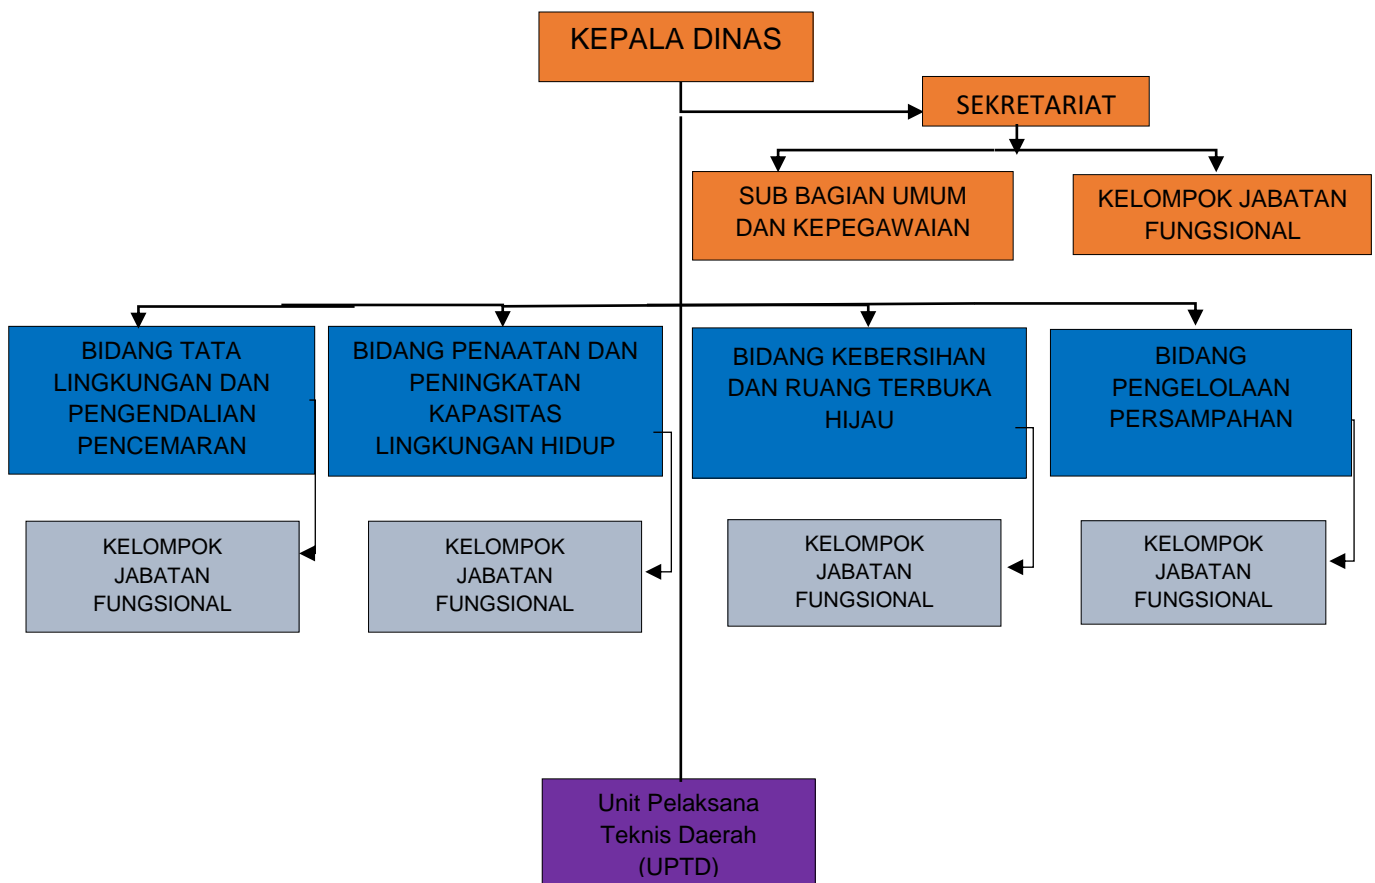 KEPALA DINAS
SEKRETARIAT
SUB BAGIAN UMUM
DAN KEPEGAWAIAN
KELOMPOK JABATAN
FUNGSIONAL
BIDANG TATA
LINGKUNGAN DAN
PENGENDALIAN
PENCEMARAN
BIDANG PENAATAN DAN
PENINGKATAN
KAPASITAS
LINGKUNGAN HIDUP
BIDANG KEBERSIHAN
DAN RUANG TERBUKA
HIJAU
BIDANG
PENGELOLAAN
PERSAMPAHAN
KELOMPOK
JABATAN
FUNGSIONAL
KELOMPOK
JABATAN
FUNGSIONAL
KELOMPOK
JABATAN
FUNGSIONAL
KELOMPOK
JABATAN
FUNGSIONAL
Unit Pelaksana
Teknis Daerah
(UPTD)